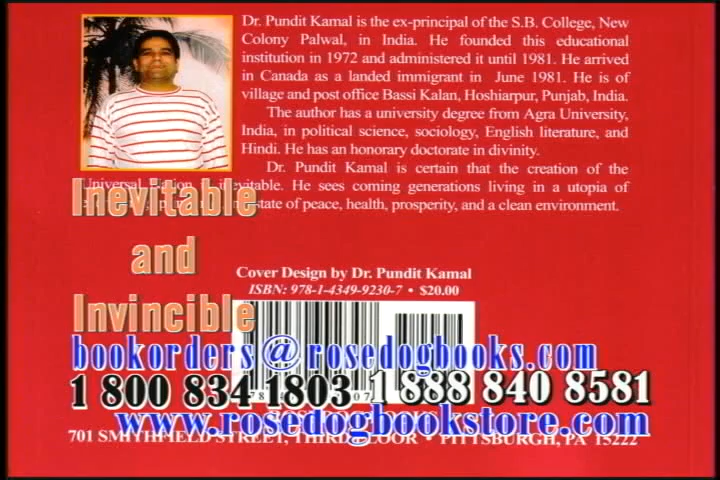 Dr. Pundit Kamal is the ex-principal of the S.B. College, New
Colony Palwal, in India. He founded this educational
institution in 1972 and administered it until 1981. He arrived
in Canada as a landed immigrant in June 1981. He is of
village and post office Bassi Kalan, Hoshiarpur, Punjab, India.
The author has a university degree from Agra University,
India, in political science, sociology, English literature, and
Hindi. He has an honorary doctorate in divinity.
Dr. Pundit Kamal is certain that the creation of the
Universal Nation is inevitable. He sees coming generations living in a utopia of
state of peace, health, prosperity, and a clean environment.
Inevitable
and
Invincible
Cover Design by Dr. Pundit Kamal
ISBN: 978-1-4349-9230-7 • $20.00
bookorders@rosedogbooks.com
1 800 834 1803 1 888 840 8581
www.rosedogbookstore.com
701 SMITHFIELD STREET, THIRD FLOOR • PITTSBURGH, PA 15222